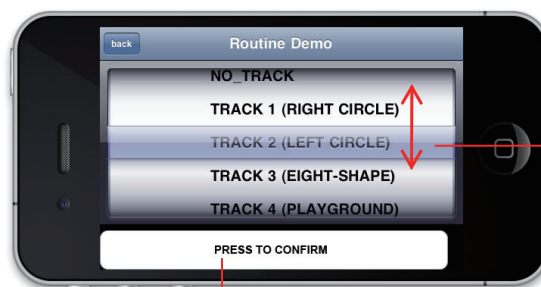 back
Routine Demo
NO_TRACK
TRACK 1 (RIGHT CIRCLE)
TRACK 2 (LEFT CIRCLE)
TRACK 3 (EIGHT-SHAPE)
TRACK 4 (PLAYGROUND)
PRESS TO CONFIRM